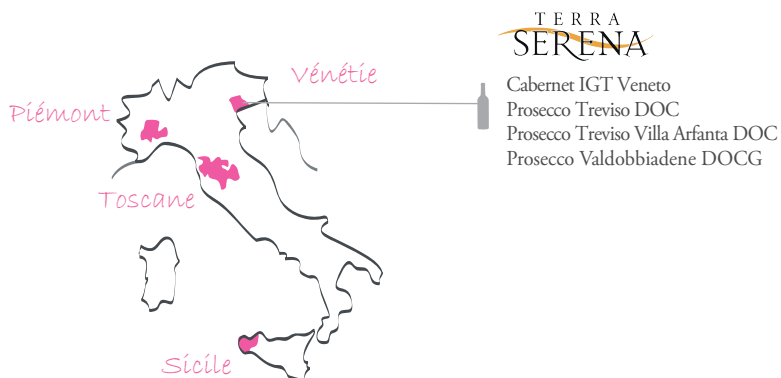 TERRA
SERENA
Vénétie
Piémont
Toscane
Sicile
Cabernet IGT Veneto
Prosecco Treviso DOC
Prosecco Treviso Villa Arfanta DOC
Prosecco Valdobbiadene DOCG